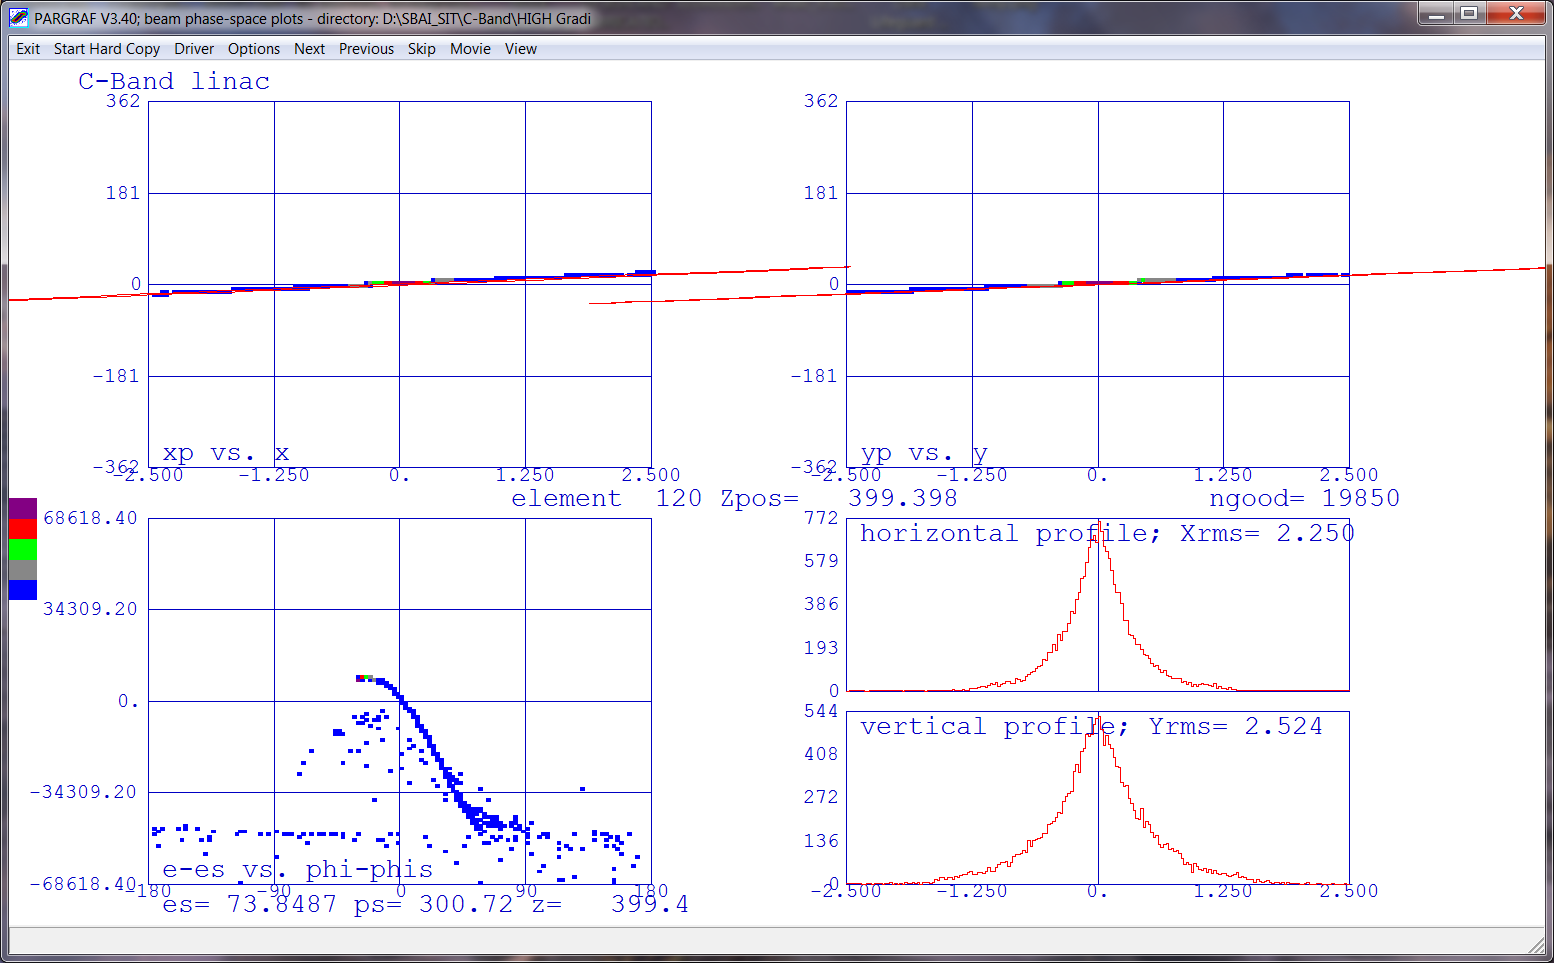 PARGRAF V3.40; beam phase-space plots - directory: D:\SBAI_SIT\C-Band\HIGH Gradi
Exit Start Hard Copy Driver Options Next Previous Skip Movie View
C-Band linac
362
181
0
-181
-362
xp vs. x
-2.500 -1.250 0. 1.250 2.500
362
181
0
-181
-362
yp vs. y
-2.500 -1.250 0. 1.250 2.500
element 120 Zpos= 399.398 ngood= 19850
68618.40
34309.20
0.
-34309.20
-68618.40
e-es vs. phi-phis
-180 -90 0 90 180
es= 73.8487 ps= 300.72 z= 399.4
772
579
386
193
0
horizontal profile; Xrms= 2.250
544
408
272
136
0
vertical profile; Yrms= 2.524
-2.500 -1.250 0. 1.250 2.500